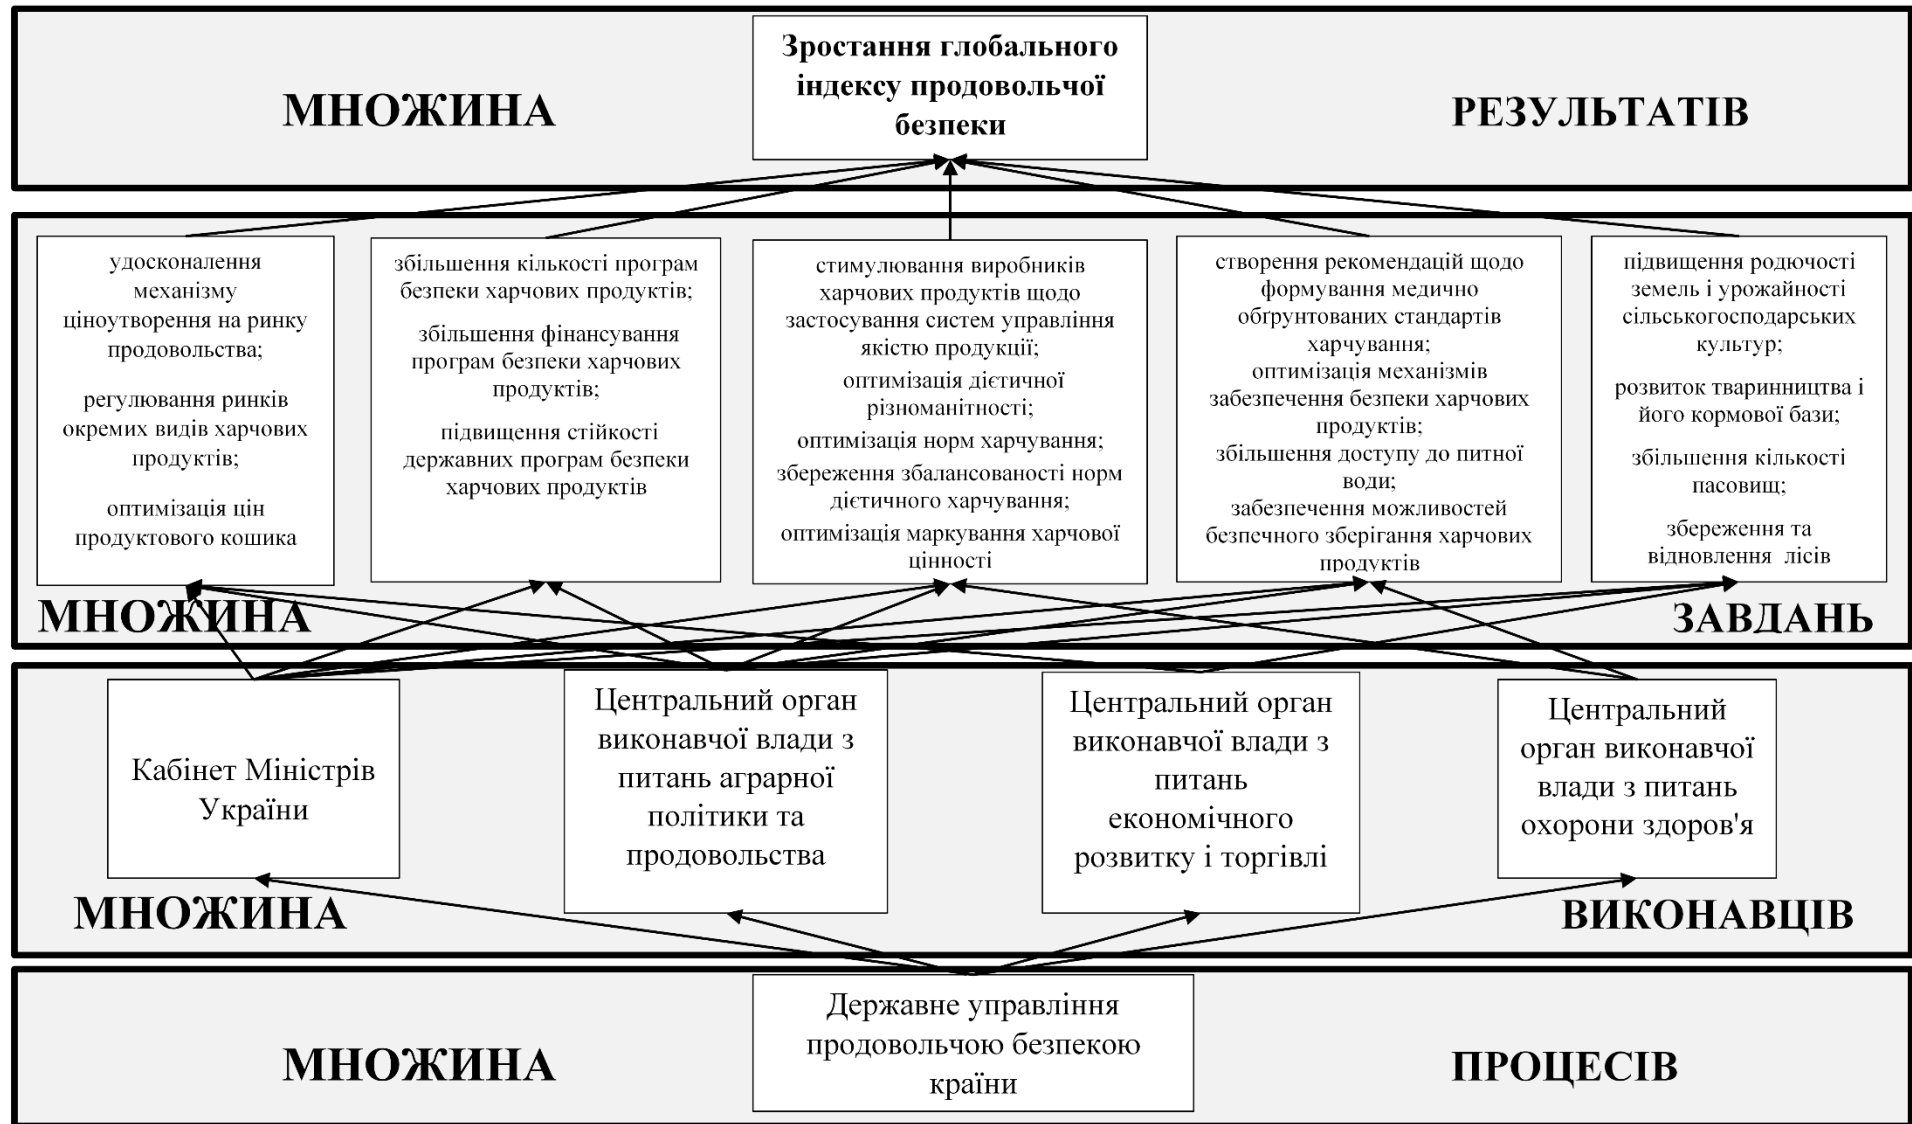 Зростання глобального
індексу продовольчої
безпеки
МНОЖИНА
РЕЗУЛЬТАТІВ
удосконалення
механізму
ціноутворення на ринку
продовольства;
регулювання ринків
окремих видів харчових
продуктів;
оптимізація цін
продуктового кошика
збільшення кількості програм
безпеки харчових продуктів;
збільшення фінансування
програм безпеки харчових
продуктів;
підвищення стійкості
державних програм безпеки
харчових продуктів
стимулювання виробників
харчових продуктів щодо
застосування систем управління
якістю продукції;
оптимізація дієтичної
різноманітності;
оптимізація норм харчування;
збереження збалансованості норм
дієтичного харчування;
оптимізація маркування харчової
цінності
створення рекомендацій щодо
формування медично
обґрунтованих стандартів
харчування;
оптимізація механізмів
забезпечення безпеки харчових
продуктів;
збільшення доступу до питної
води;
забезпечення можливостей
безпечного зберігання харчових
продуктів
підвищення родючості
земель і урожайності
сільськогосподарських
культур;
розвиток тваринництва і
його кормової бази;
збільшення кількості
пасовищ;
збереження та
відновлення лісів
МНОЖИНА
ЗАВДАНЬ
Кабінет Міністрів
України
Центральний орган
виконавчої влади з
питань аграрної
політики та
продовольства
Центральний орган
виконавчої влади з
питань
економічного
розвитку і торгівлі
Центральний
орган виконавчої
влади з питань
охорони здоров'я
МНОЖИНА
ВИКОНАВЦІВ
Державне управління
продовольчою безпекою
країни
МНОЖИНА
ПРОЦЕСІВ